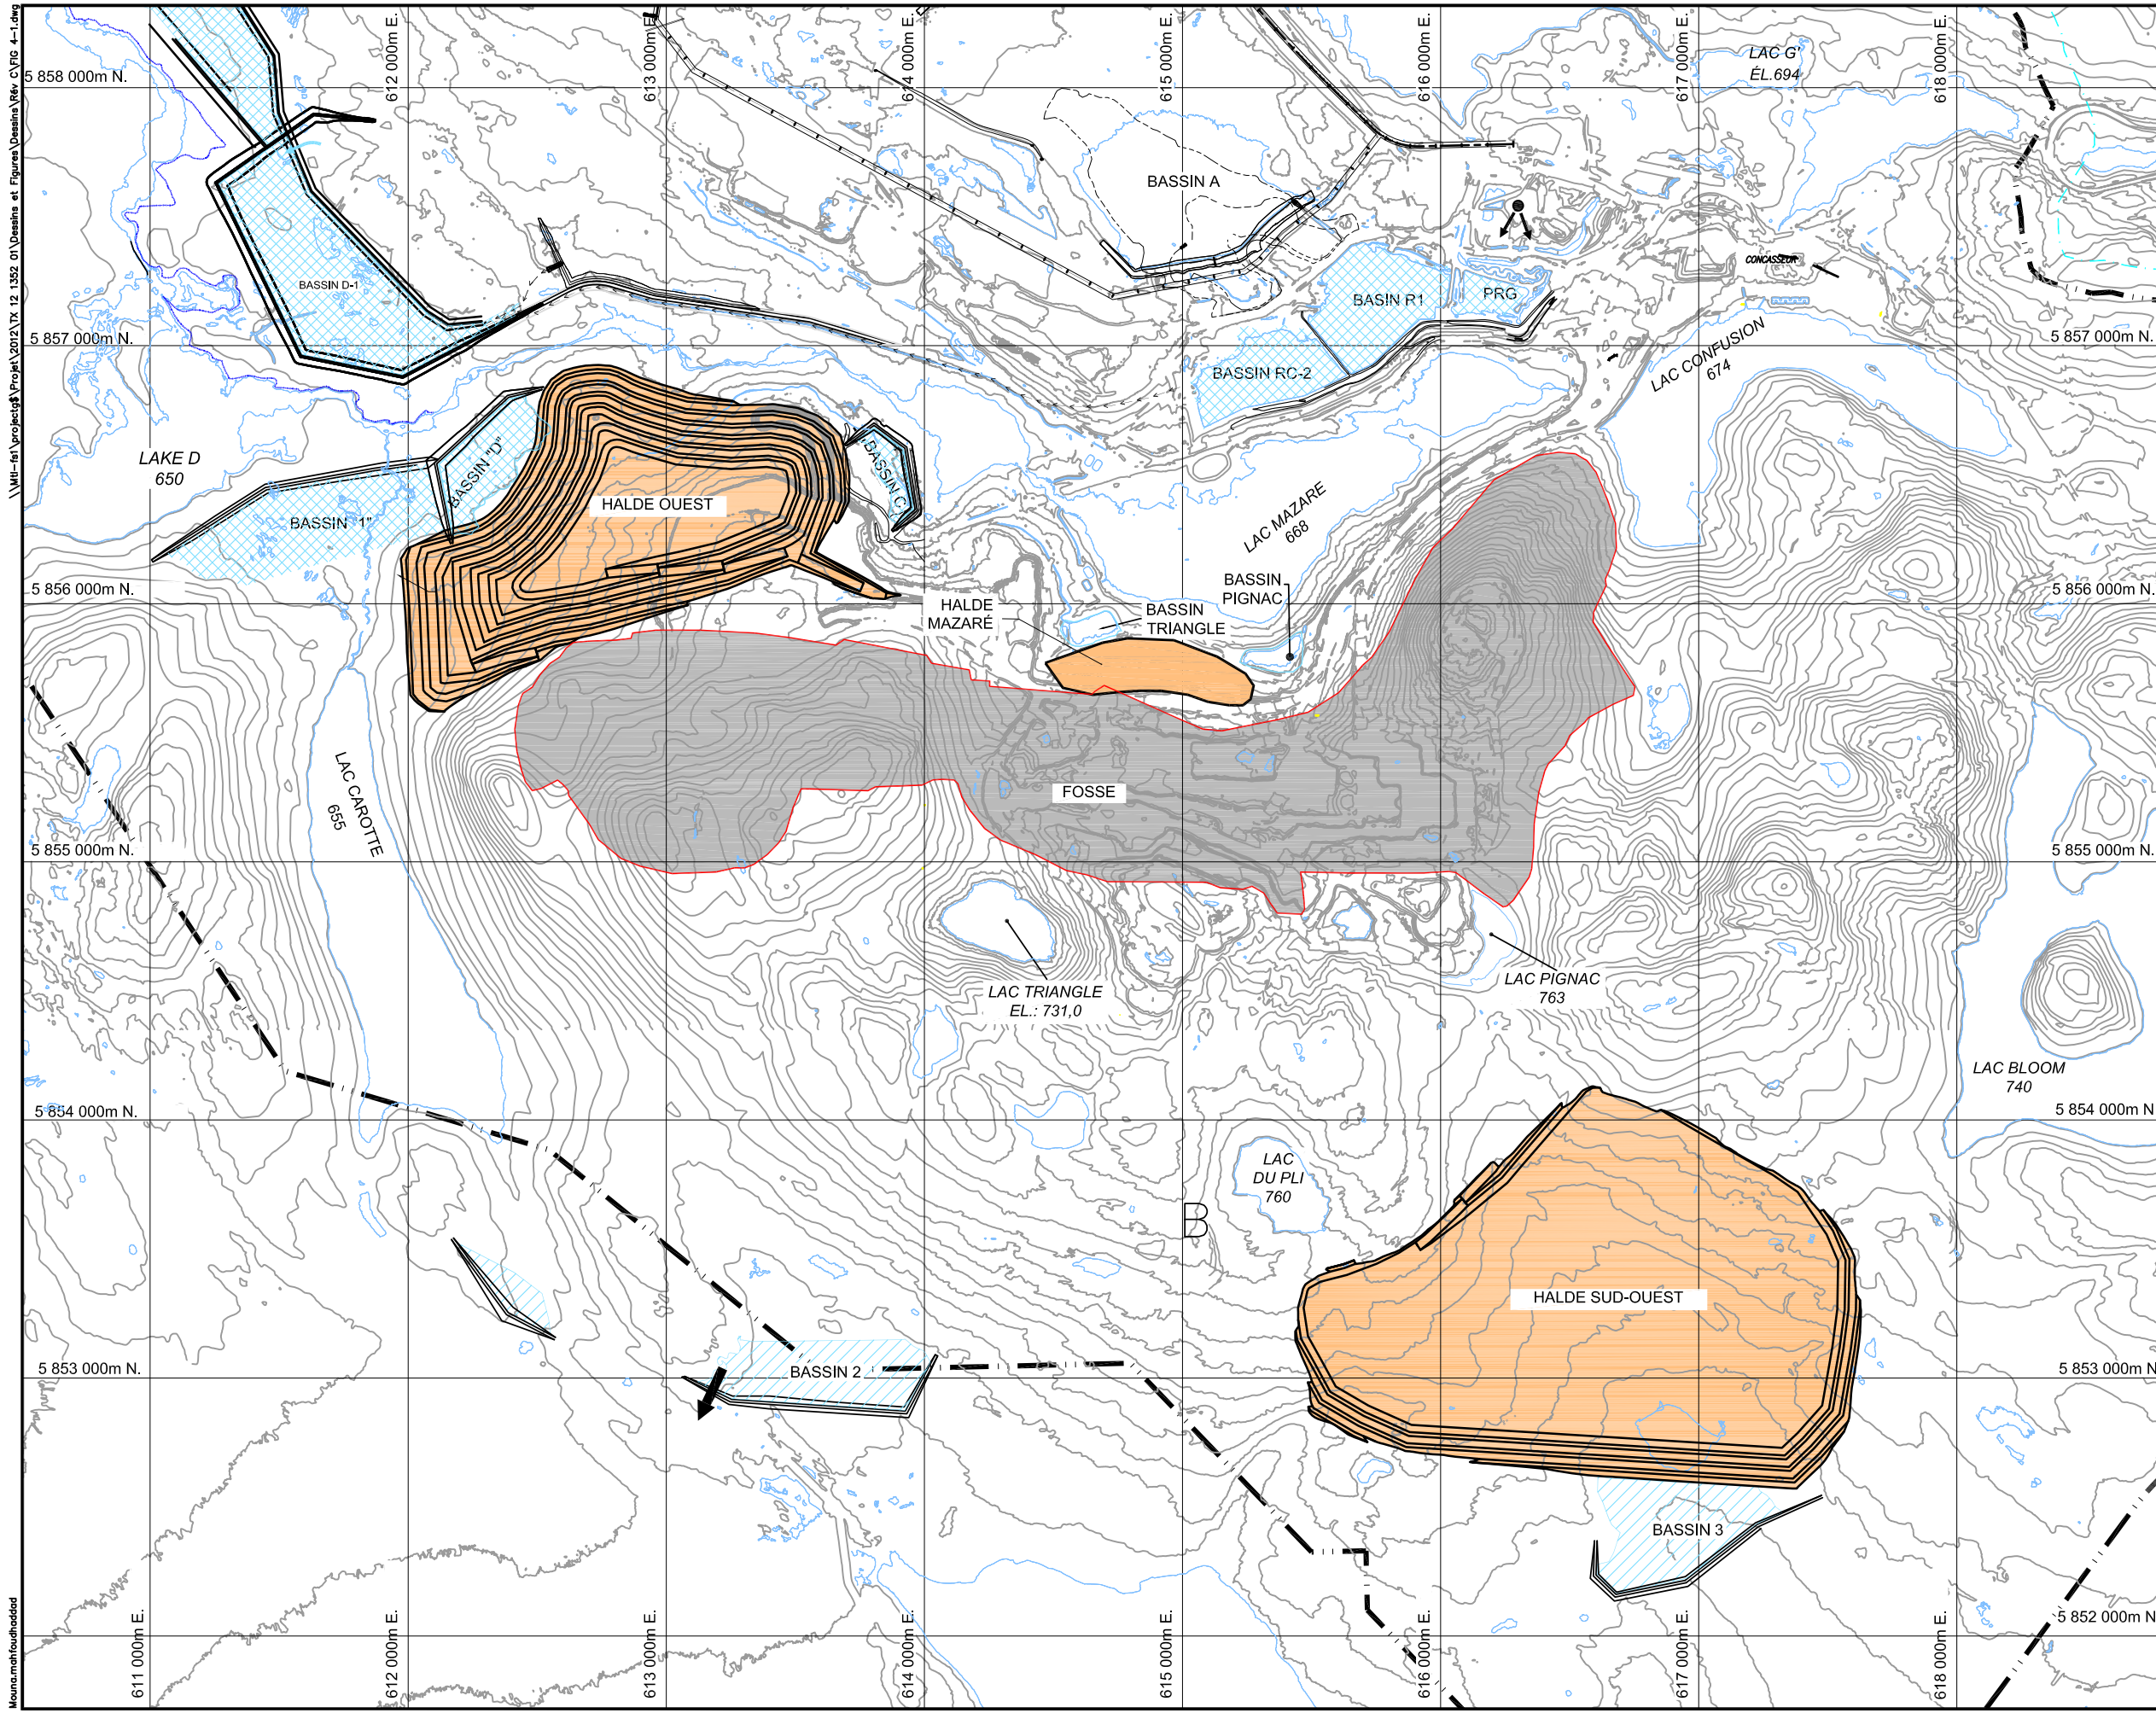 \\Mtl-fs1\projects$\Projet\2012\TX 12 1352 01\Dessins et Figures\Dessins\Rév C\FIG 4-1.dwg
Mouna.mahfoudhaddad
612 000m E.
613 000m E.
614 000m E.
615 000m E.
616 000m E.
617 000m E.
618 000m E.
5 858 000m N.
LAC G'
ÉL.694
BASSIN A
BASSIN D-1
CONCASSEUR
BASIN R1
PRG
5 857 000m N.
5 857 000m N.
BASSIN RC-2
LAC CONFUSION
674
LAKE D
650
BASSIN "D"
BASSIN C
HALDE OUEST
BASSIN "1"
LAC MAZARE
668
5 856 000m N.
5 856 000m N.
BASSIN
PIGNAC
HALDE
MAZARÉ
BASSIN
TRIANGLE
LAC CAROTTE
655
FOSSE
5 855 000m N.
5 855 000m N.
LAC TRIANGLE
EL.: 731,0
LAC PIGNAC
763
LAC BLOOM
740
5 854 000m N.
5 854 000m N
LAC
DU PLI
760
B
HALDE SUD-OUEST
5 853 000m N.
5 853 000m N.
BASSIN 2
BASSIN 3
5 852 000m N
611 000m E.
612 000m E.
613 000m E.
614 000m E.
615 000m E.
616 000m E.
617 000m E.
618 000m E.